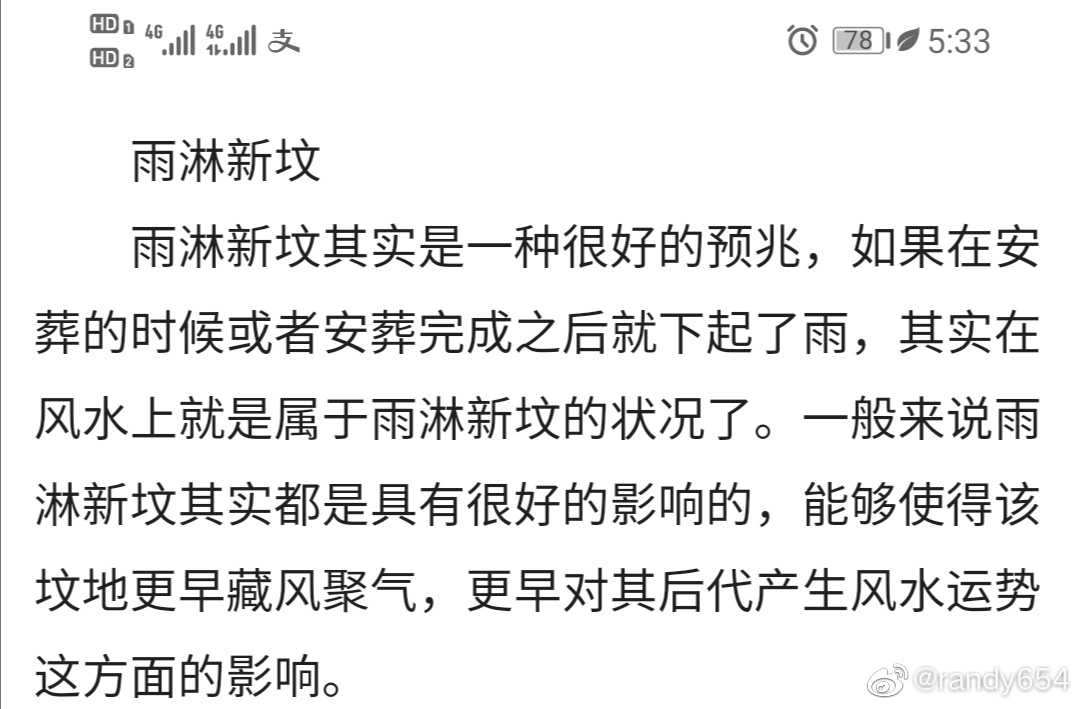 HD 1 4G 4G 支 78 5:33
HD 2
雨淋新坟
雨淋新坟其实是一种很好的预兆，如果在安
葬的时候或者安葬完成之后就下起了雨，其实在
风水上就是属于雨淋新坟的状况了。一般来说雨
淋新坟其实都是具有很好的影响的，能够使得该
坟地更早藏风聚气，更早对其后代产生风水运势
这方面的影响。
@randy654